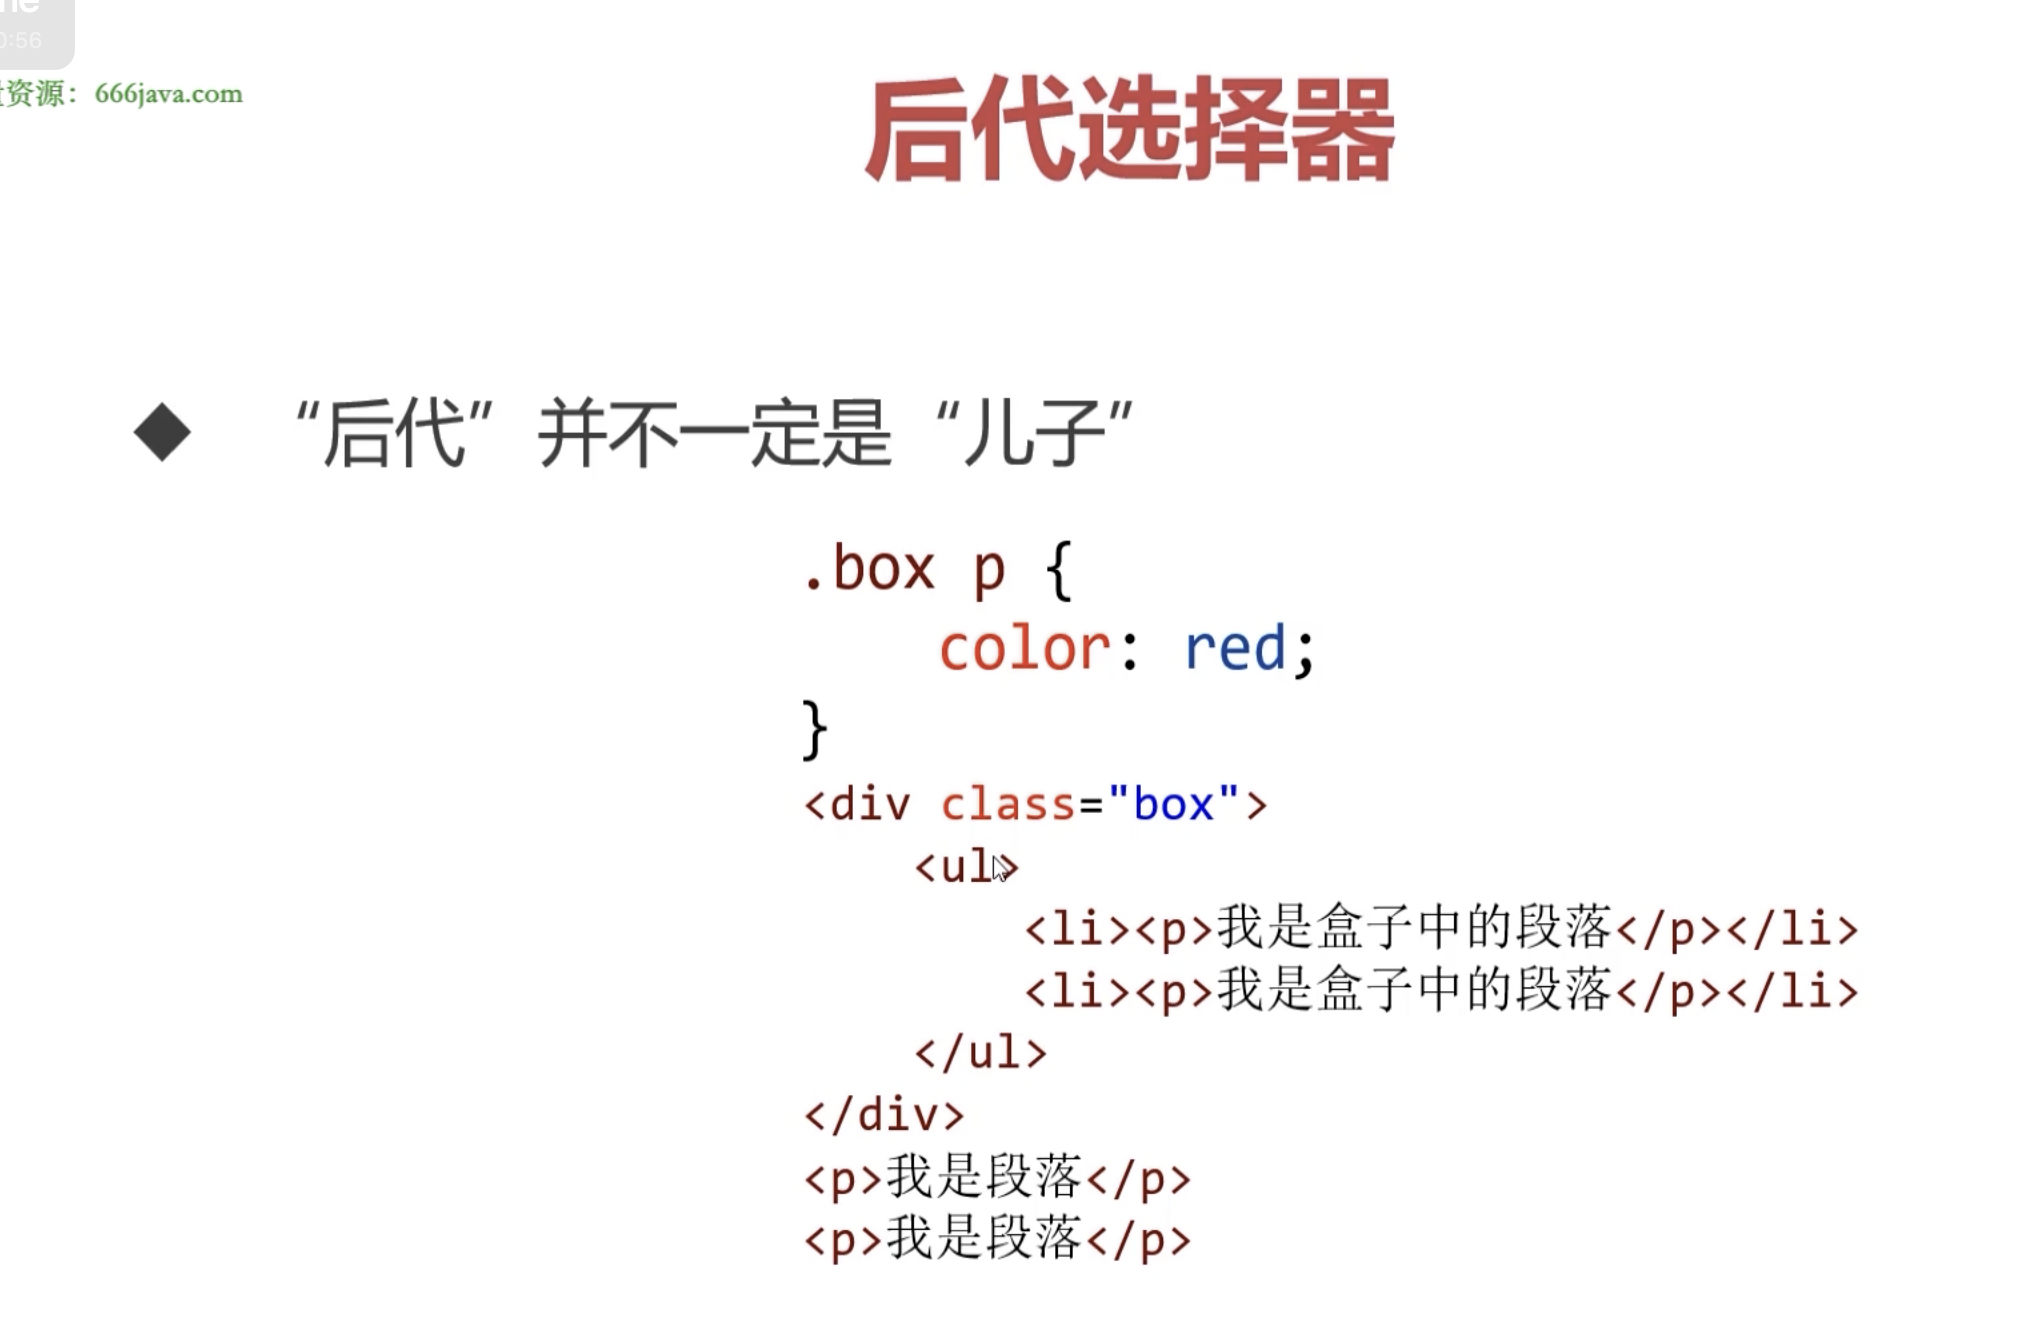 0:56
资源：666java.com
后代选择器
◆ “后代”并不一定是“儿子”
.box p {
    color: red;
}
<div class="box">
    <ul>
        <li><p>我是盒子中的段落</p></li>
        <li><p>我是盒子中的段落</p></li>
    </ul>
</div>
<p>我是段落</p>
<p>我是段落</p>